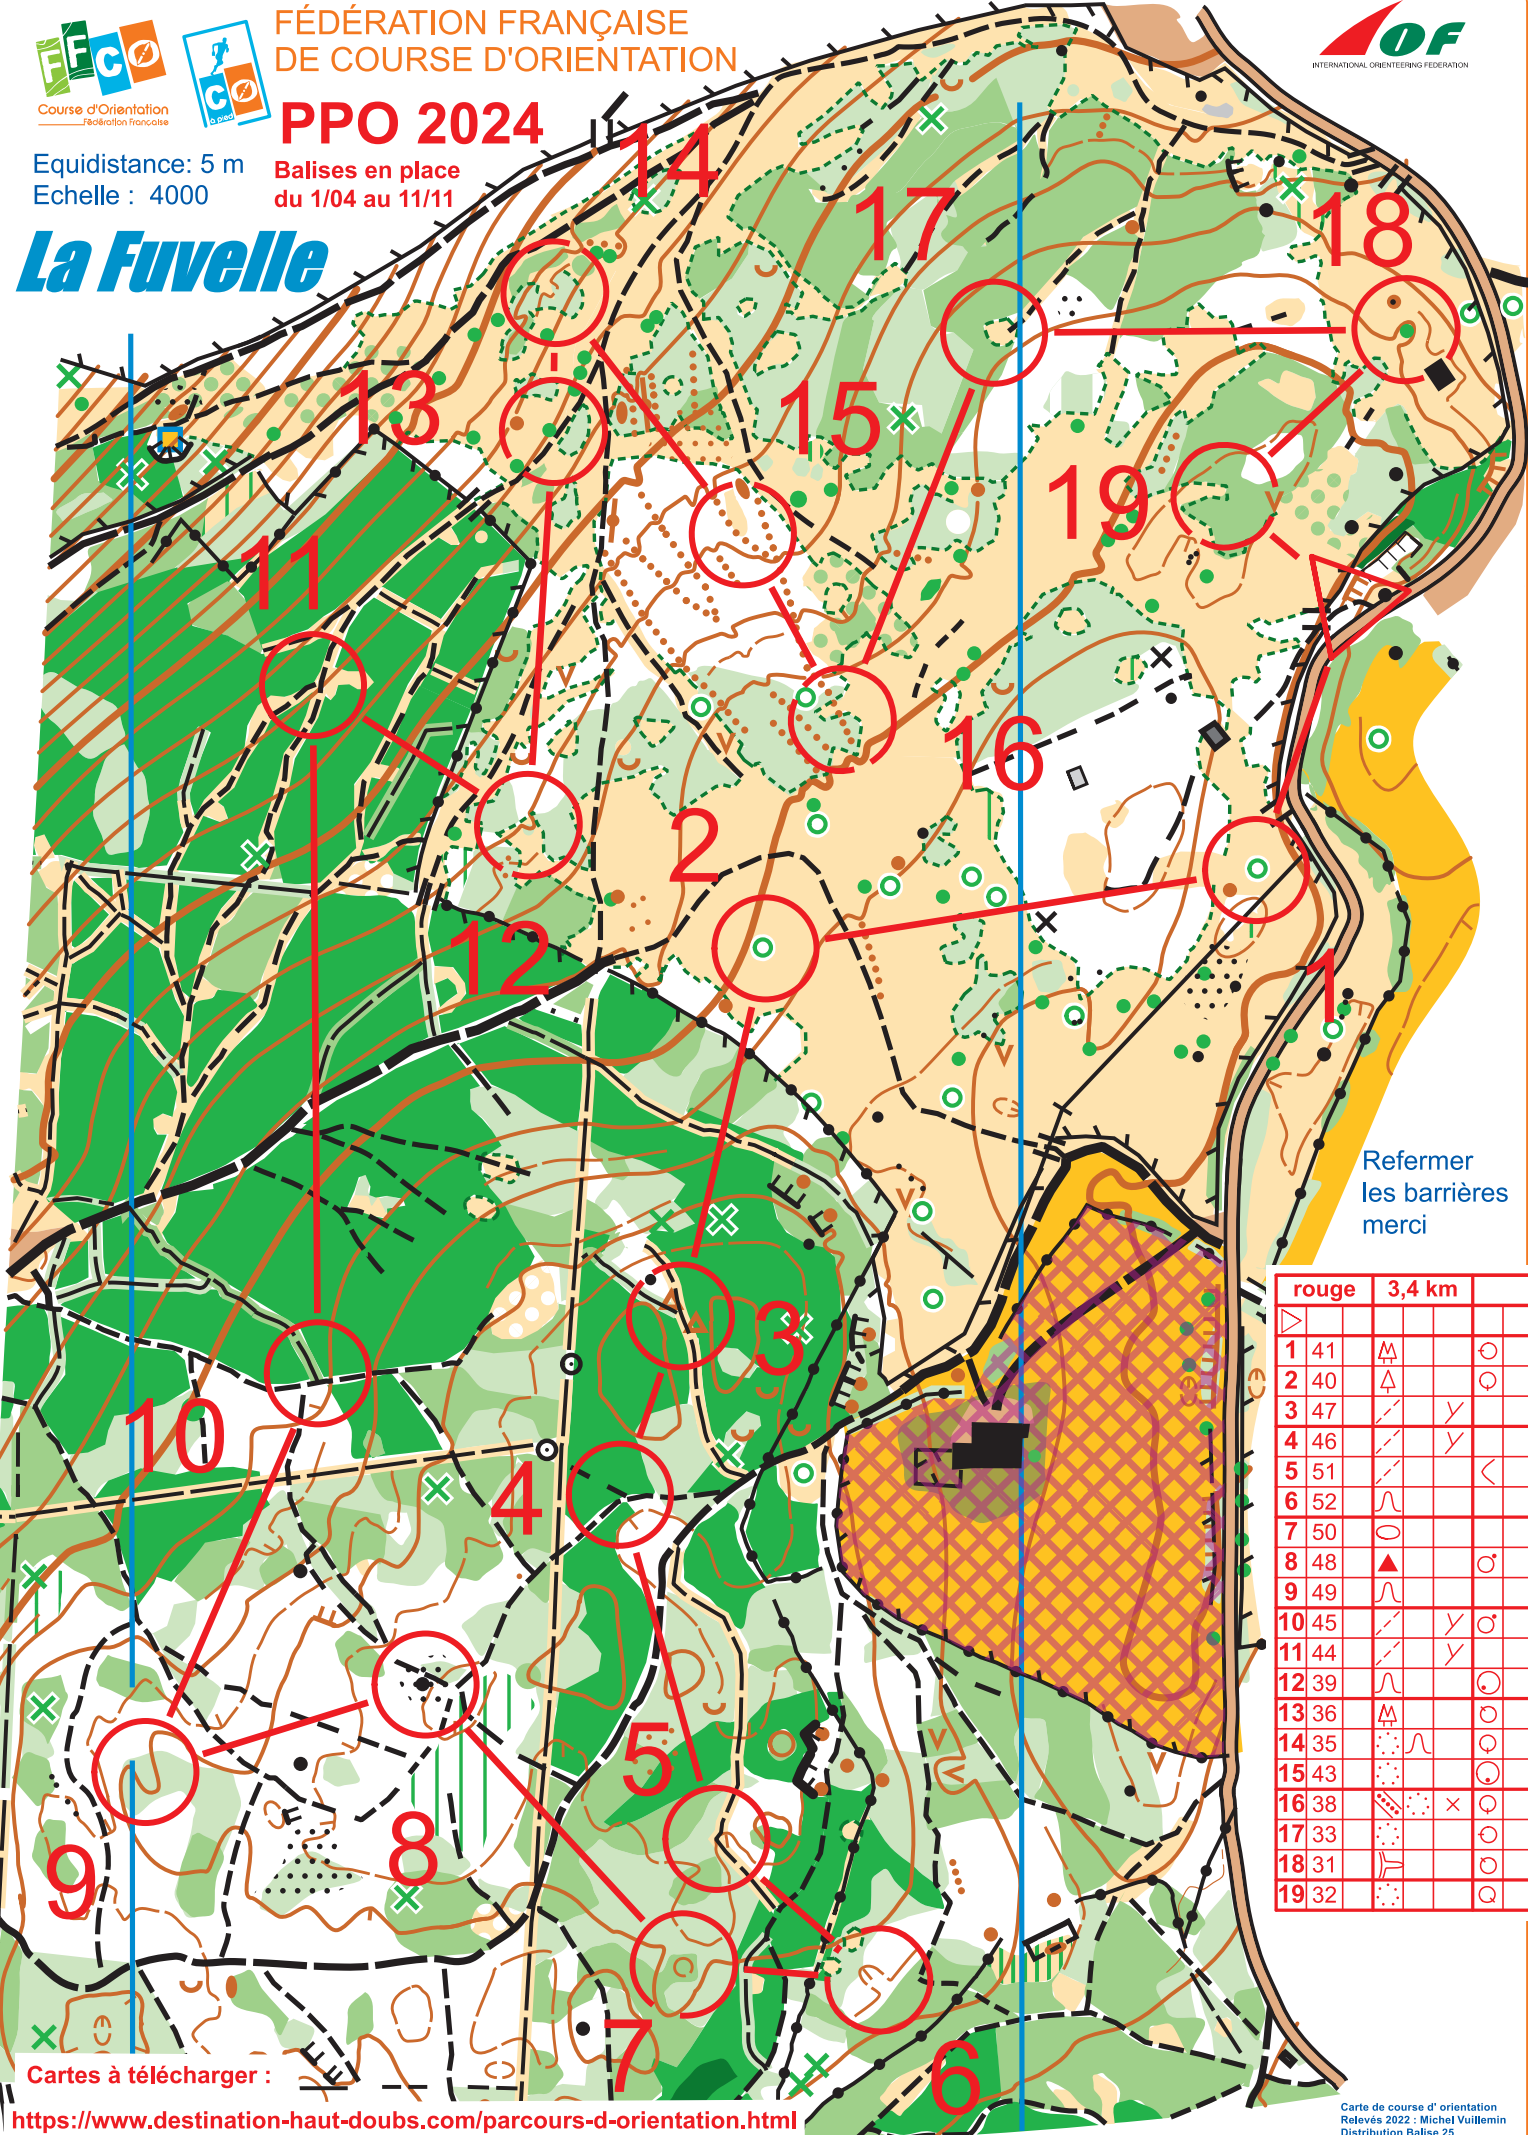 FFCO
Course d'Orientation
Fédération Française
CO
à pied
FÉDÉRATION FRANÇAISE
DE COURSE D'ORIENTATION
IOF
INTERNATIONAL ORIENTEERING FEDERATION
PPO 2024
Balises en place
du 1/04 au 11/11
Equidistance: 5 m
Echelle : 4000
La Fuvelle
14
17
18
13
15
19
11
16
2
12
1
3
10
4
5
8
9
7
6
Refermer
les barrières
merci
rouge 3,4 km
1 41
2 40
3 47
4 46
5 51
6 52
7 50
8 48
9 49
10 45
11 44
12 39
13 36
14 35
15 43
16 38
17 33
18 31
19 32
Cartes à télécharger :
https://www.destination-haut-doubs.com/parcours-d-orientation.html
Carte de course d' orientation
Relevés 2022 : Michel Vuillemin
Distribution Balise 25